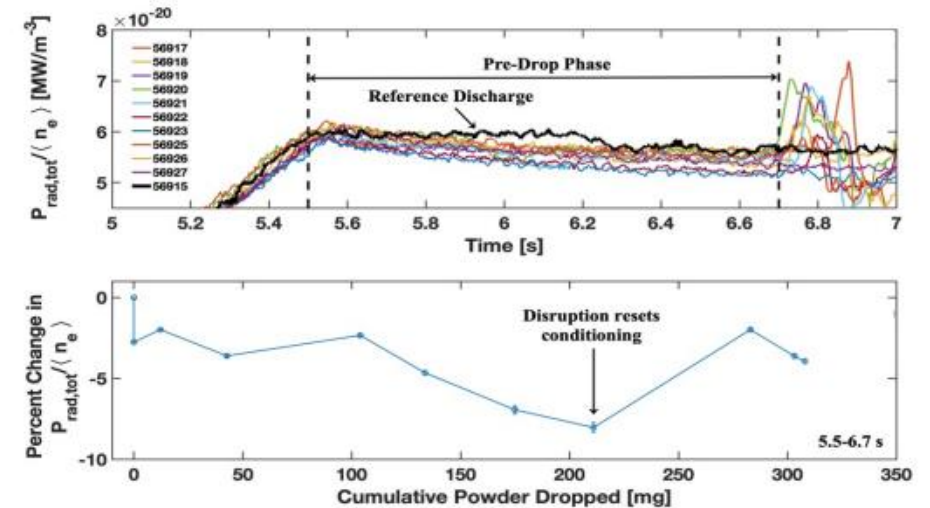 ×10⁻²⁰
P_rad,tot/⟨ n_e ⟩ [MW/m⁻³]
8
7
6
5
56917
56918
56919
56920
56921
56922
56923
56925
56926
56927
56915
Pre-Drop Phase
Reference Discharge
5 5.2 5.4 5.6 5.8 6 6.2 6.4 6.6 6.8 7
Time [s]
Percent Change in
P_rad,tot/⟨ n_e ⟩
0
-5
-10
Disruption resets
conditioning
5.5-6.7 s
0 50 100 150 200 250 300 350
Cumulative Powder Dropped [mg]